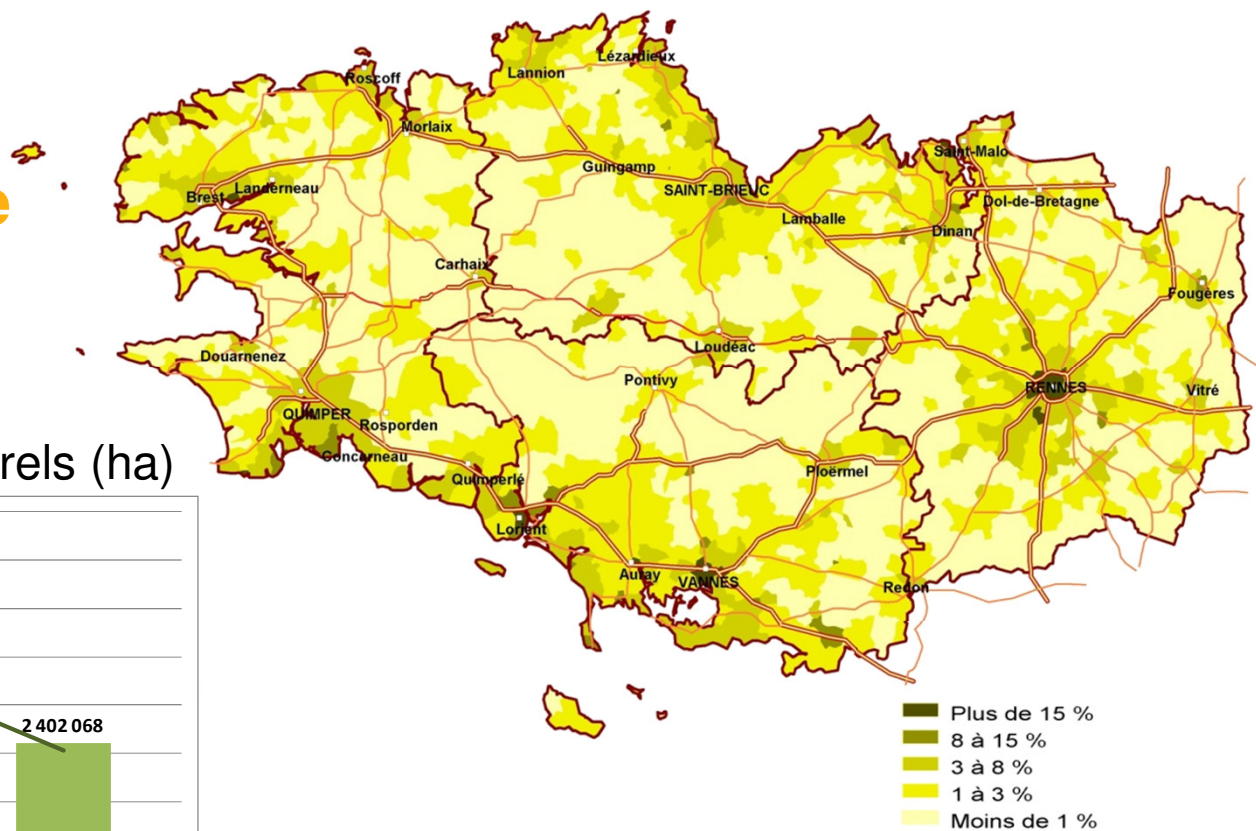 Lézardieux
Lannion
Roscoff
Morlaix
Guingamp
Saint-Malo
Landerneau
Brest
SAINT-BRIEUC
Dol-de-Bretagne
Lamballe
Dinan
e
Carhaix
Fougères
Loudéac
Douarnenez
Pontivy
RENNES
Vitré
QUIMPER
Rosporden
Concarneau
rels (ha)
Ploërmel
Quimperlé
Lorient
Auray
VANNES
Redon
2 402 068
Plus de 15 %
8 à 15 %
3 à 8 %
1 à 3 %
Moins de 1 %